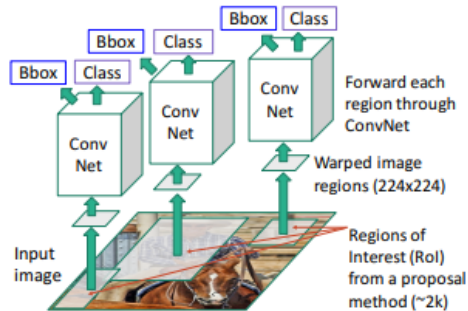 Bbox Class
Bbox Class
Bbox Class
Conv
Net
Conv
Net
Conv
Net
Forward each
region through
ConvNet
Warped image
regions (224x224)
Input
image
Regions of
Interest (RoI)
from a proposal
method (~2k)